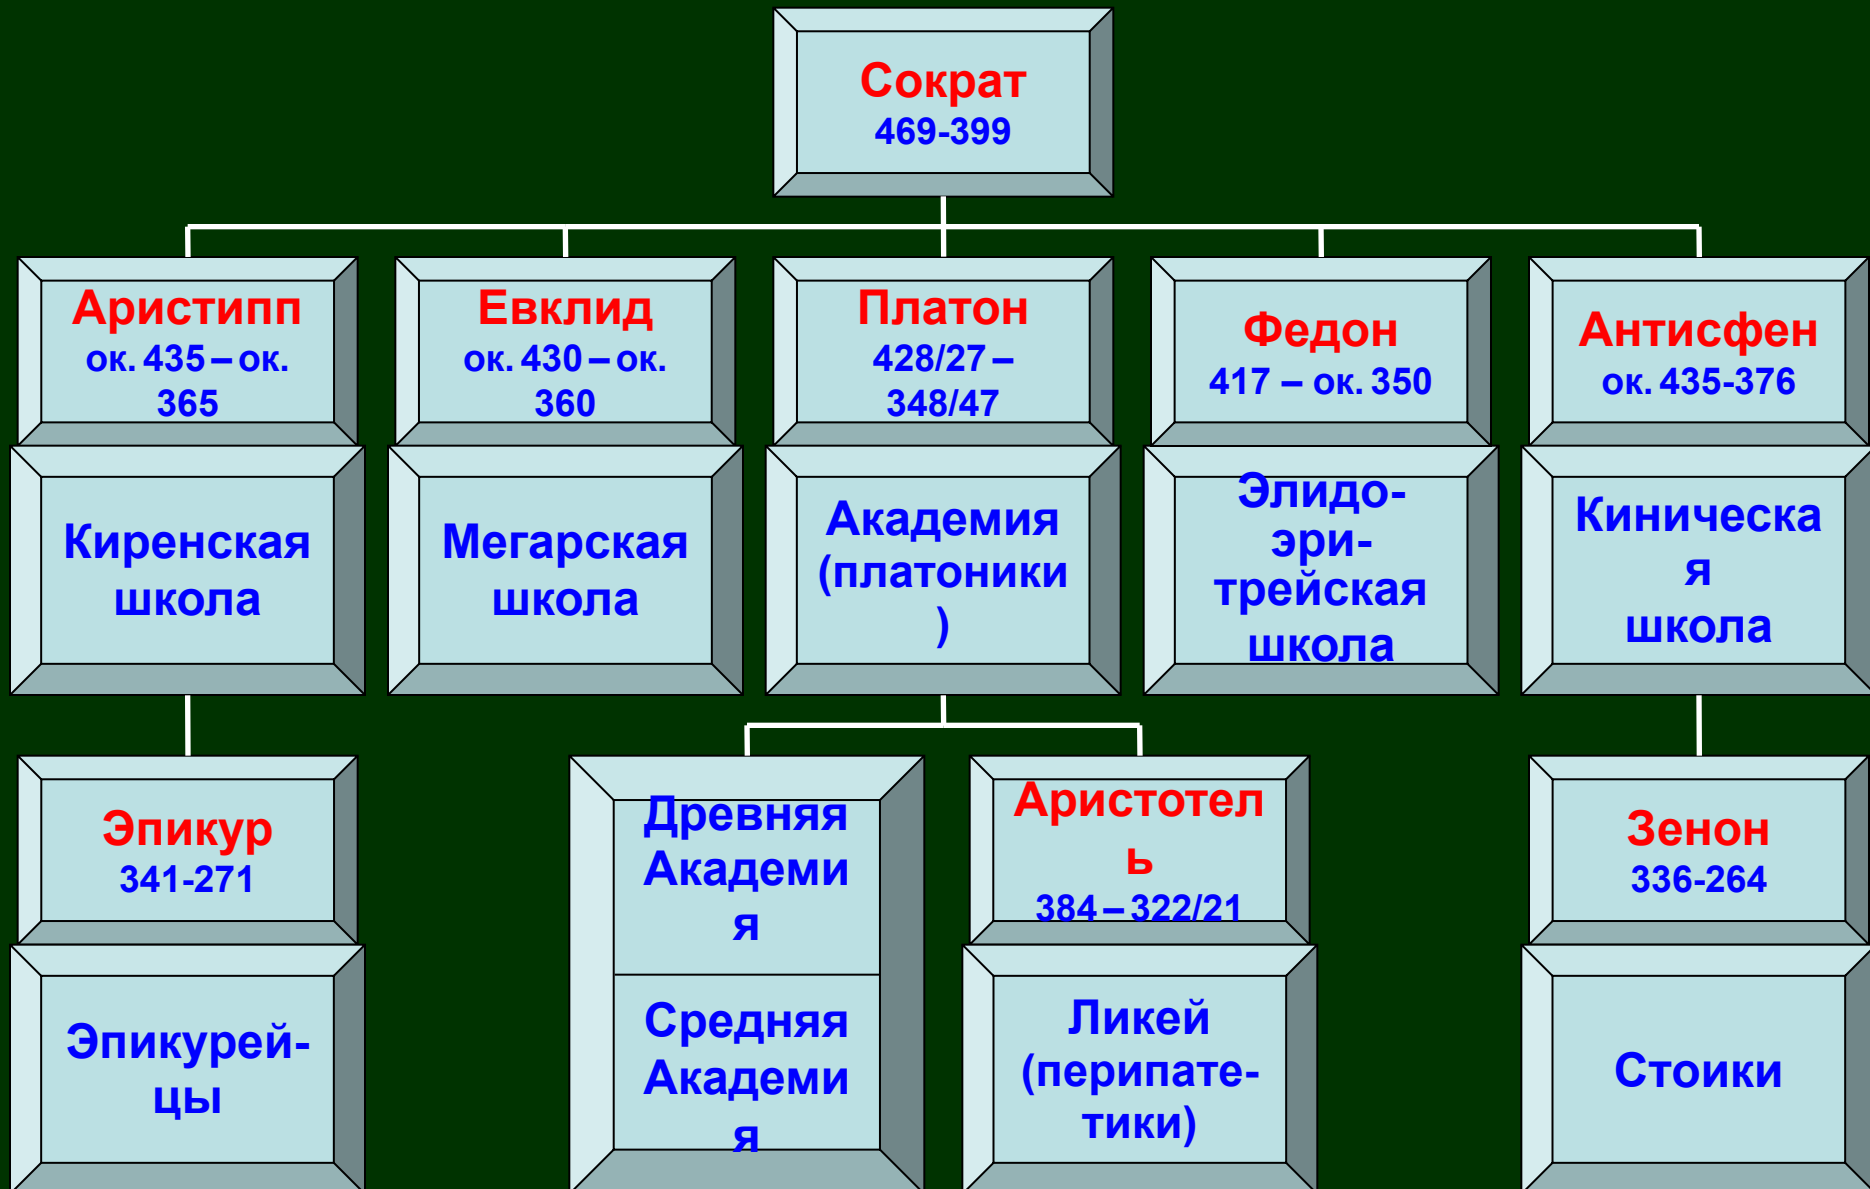 Сократ
469-399
Аристипп
ок. 435 – ок.
365
Евклид
ок. 430 – ок.
360
Платон
428/27 –
348/47
Федон
417 – ок. 350
Антисфен
ок. 435-376
Киренская
школа
Мегарская
школа
Академия
(платоники
)
Элидо-
эри-
трейская
школа
Киническа
я
школа
Эпикур
341-271
Древняя
Академи
я
Средняя
Академи
я
Аристотел
ь
384 – 322/21
Зенон
336-264
Эпикурей-
цы
Ликей
(перипате-
тики)
Стоики